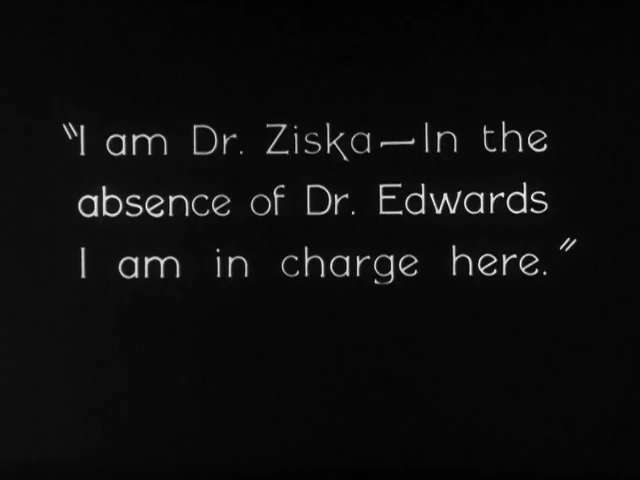 "I am Dr. Ziska—In the
absence of Dr. Edwards
I am in charge here."